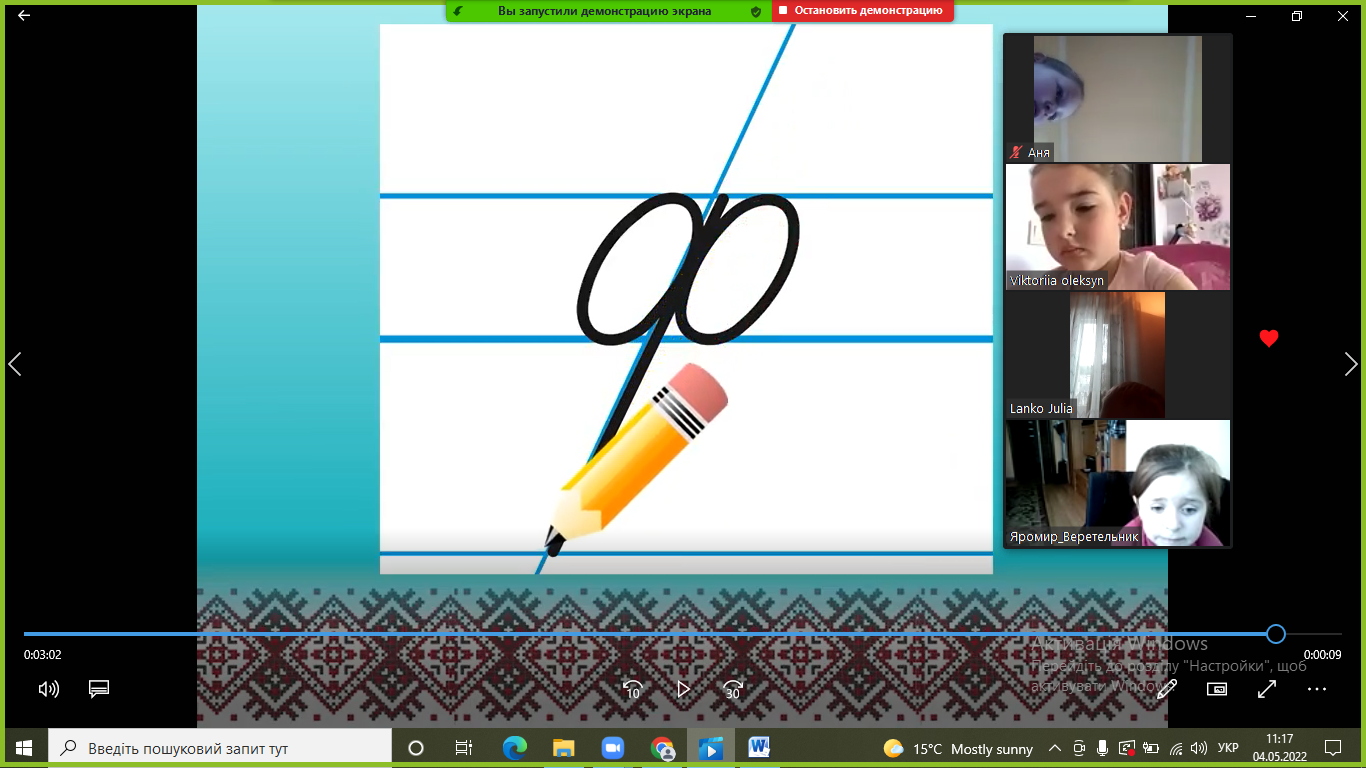 Вы запустили демонстрацию экрана
Остановить демонстрацию
Аня
Viktoriia oleksyn
Lanko Julia
Яромир_Веретельник
ф
0:03:02
0:00:09
Активація Windows
Перейдіть до розділу "Настройки", щоб
активувати Windows
10
30
Введіть пошуковий запит тут
15°C Mostly sunny
УКР
11:17
04.05.2022